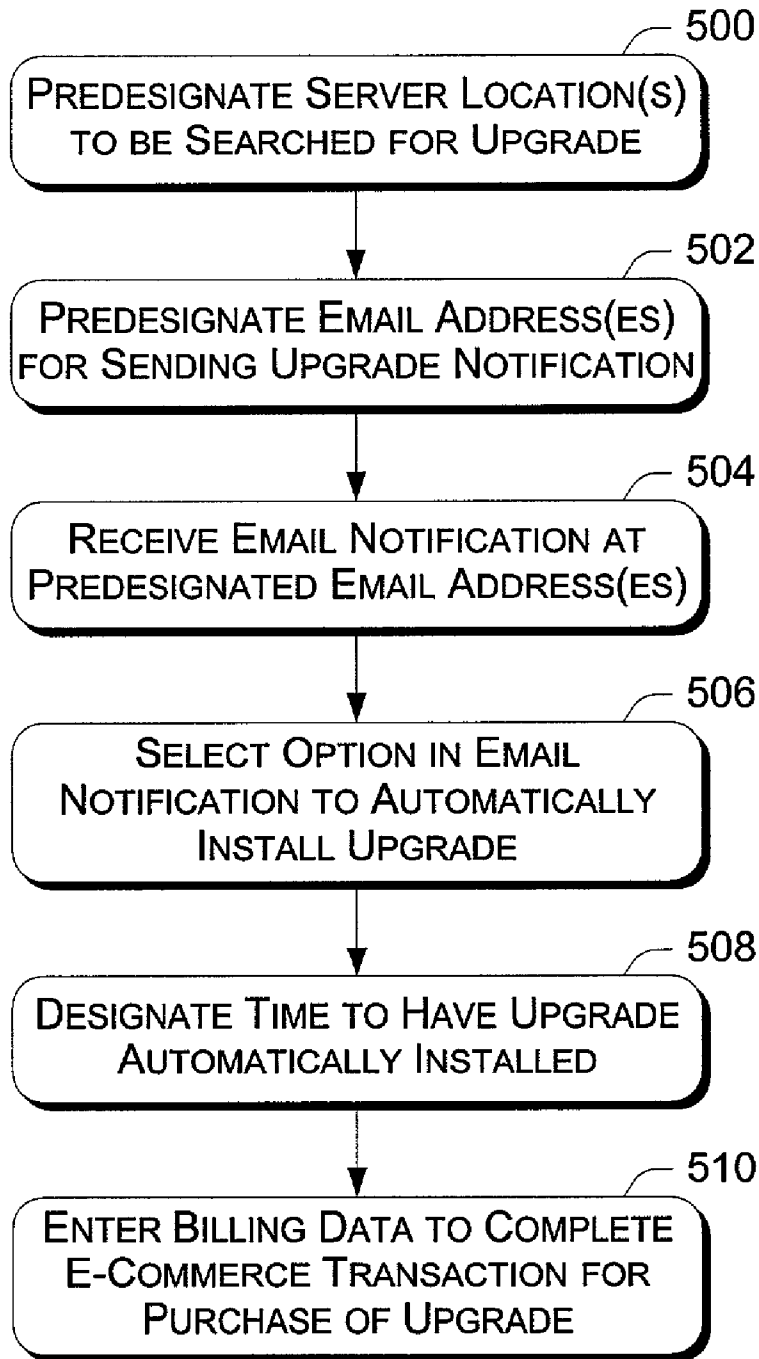 500
PREDESIGNATE SERVER LOCATION(S)
TO BE SEARCHED FOR UPGRADE
502
PREDESIGNATE EMAIL ADDRESS(ES)
FOR SENDING UPGRADE NOTIFICATION
504
RECEIVE EMAIL NOTIFICATION AT
PREDESIGNATED EMAIL ADDRESS(ES)
506
SELECT OPTION IN EMAIL
NOTIFICATION TO AUTOMATICALLY
INSTALL UPGRADE
508
DESIGNATE TIME TO HAVE UPGRADE
AUTOMATICALLY INSTALLED
510
ENTER BILLING DATA TO COMPLETE
E-COMMERCE TRANSACTION FOR
PURCHASE OF UPGRADE